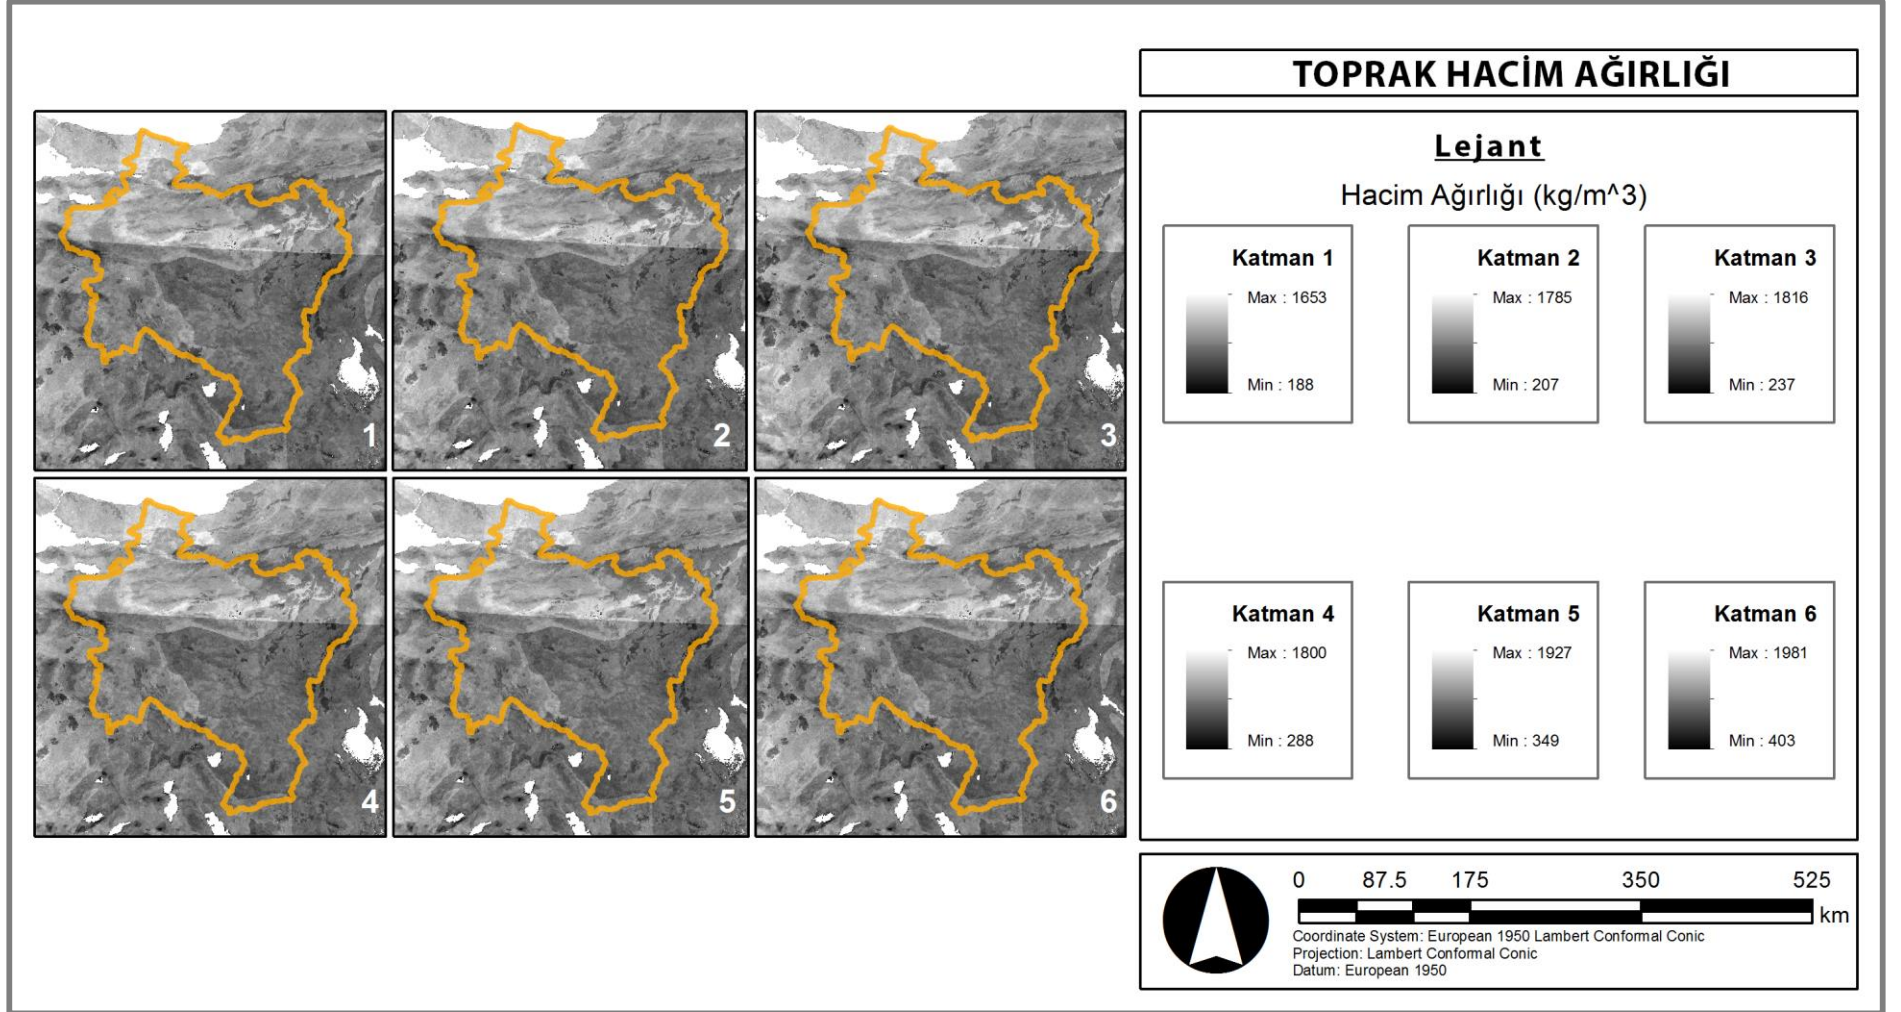 TOPRAK HACİM AĞIRLIĞI
1
2
3
4
5
6
Lejant
Hacim Ağırlığı (kg/m^3)
Katman 1
Max : 1653
Min : 188
Katman 2
Max : 1785
Min : 207
Katman 3
Max : 1816
Min : 237
Katman 4
Max : 1800
Min : 288
Katman 5
Max : 1927
Min : 349
Katman 6
Max : 1981
Min : 403
0 87.5 175 350 525
km
Coordinate System: European 1950 Lambert Conformal Conic
Projection: Lambert Conformal Conic
Datum: European 1950